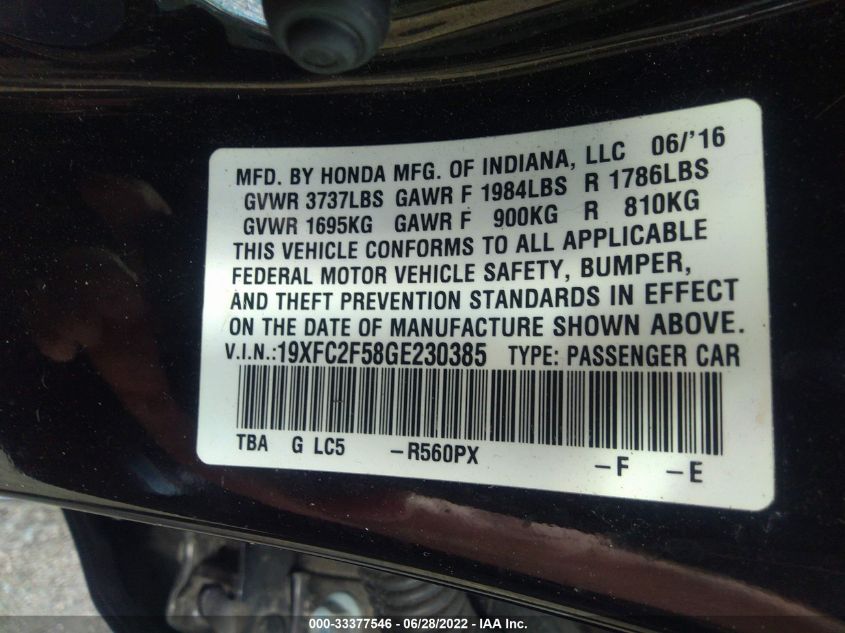 MFD. BY HONDA MFG. OF INDIANA, LLC 06/'16
GVWR 3737LBS GAWR F 1984LBS R 1786LBS
GVWR 1695KG GAWR F 900KG R 810KG
THIS VEHICLE CONFORMS TO ALL APPLICABLE
FEDERAL MOTOR VEHICLE SAFETY, BUMPER,
AND THEFT PREVENTION STANDARDS IN EFFECT
ON THE DATE OF MANUFACTURE SHOWN ABOVE.
V.I.N.:19XFC2F58GE230385 TYPE: PASSENGER CAR
TBA G LC5 -R560PX -F -E
000-33377546 - 06/28/2022 - IAA Inc.